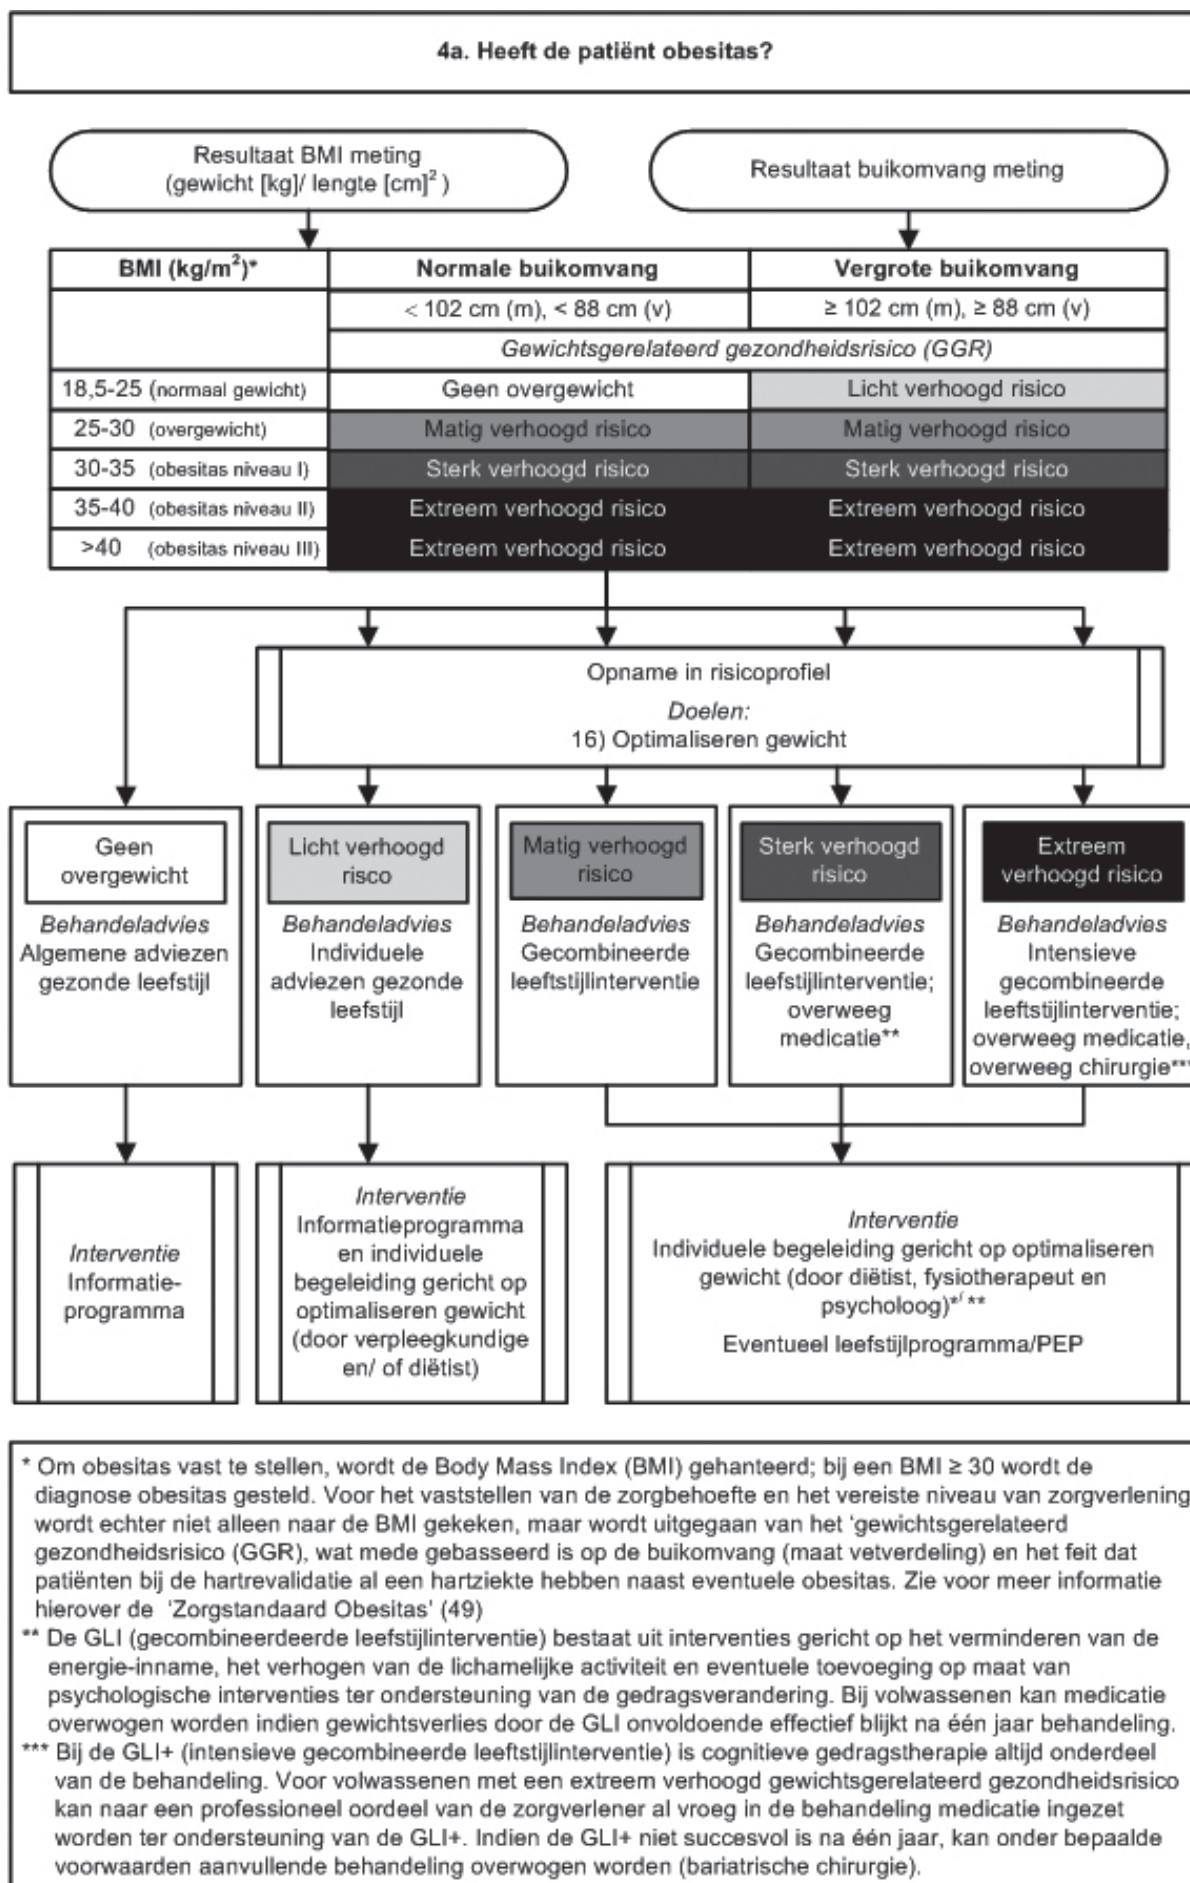 4a. Heeft de patiënt obesitas?
Resultaat BMI meting
(gewicht [kg]/ lengte [cm]² )
Resultaat buikomvang meting
BMI (kg/m²)* Normale buikomvang Vergrote buikomvang
< 102 cm (m), < 88 cm (v) ≥ 102 cm (m), ≥ 88 cm (v)
Gewichtsgerelateerd gezondheidsrisico (GGR)
18,5-25 (normaal gewicht) Geen overgewicht Licht verhoogd risico
25-30 (overgewicht) Matig verhoogd risico Matig verhoogd risico
30-35 (obesitas niveau I) Sterk verhoogd risico Sterk verhoogd risico
35-40 (obesitas niveau II) Extreem verhoogd risico Extreem verhoogd risico
>40 (obesitas niveau III) Extreem verhoogd risico Extreem verhoogd risico
Opname in risicoprofiel
Doelen:
16) Optimaliseren gewicht
Geen
overgewicht
Behandeladvies
Algemene adviezen
gezonde leefstijl
Licht verhoogd
risco
Behandeladvies
Individuele
adviezen gezonde
leefstijl
Matig verhoogd
risico
Behandeladvies
Gecombineerde
leeftstijlinterventie
Sterk verhoogd
risico
Behandeladvies
Gecombineerde
leefstijlinterventie;
overweeg
medicatie**
Extreem
verhoogd risico
Behandeladvies
Intensieve
gecombineerde
leeftstijlinterventie;
overweeg medicatie,
overweeg chirurgie***
Interventie
Informatie-
programma
Interventie
Informatieprogramma
en individuele
begeleiding gericht op
optimaliseren gewicht
(door verpleegkundige
en/ of diëtist)
Interventie
Individuele begeleiding gericht op optimaliseren
gewicht (door diëtist, fysiotherapeut en
psycholoog)*′ **
Eventueel leefstijlprogramma/PEP
* Om obesitas vast te stellen, wordt de Body Mass Index (BMI) gehanteerd; bij een BMI ≥ 30 wordt de
diagnose obesitas gesteld. Voor het vaststellen van de zorgbehoefte en het vereiste niveau van zorgverlening
wordt echter niet alleen naar de BMI gekeken, maar wordt uitgegaan van het ‘gewichtsgerelateerd
gezondheidsrisico (GGR), wat mede gebasseerd is op de buikomvang (maat vetverdeling) en het feit dat
patiënten bij de hartrevalidatie al een hartziekte hebben naast eventuele obesitas. Zie voor meer informatie
hierover de ‘Zorgstandaard Obesitas’ (49)
** De GLI (gecombineerdeerde leefstijlinterventie) bestaat uit interventies gericht op het verminderen van de
energie-inname, het verhogen van de lichamelijke activiteit en eventuele toevoeging op maat van
psychologische interventies ter ondersteuning van de gedragsverandering. Bij volwassenen kan medicatie
overwogen worden indien gewichtsverlies door de GLI onvoldoende effectief blijkt na één jaar behandeling.
*** Bij de GLI+ (intensieve gecombineerde leeftstijlinterventie) is cognitieve gedragstherapie altijd onderdeel
van de behandeling. Voor volwassenen met een extreem verhoogd gewichtsgerelateerd gezondheidsrisico
kan naar een professioneel oordeel van de zorgverlener al vroeg in de behandeling medicatie ingezet
worden ter ondersteuning van de GLI+. Indien de GLI+ niet succesvol is na één jaar, kan onder bepaalde
voorwaarden aanvullende behandeling overwogen worden (bariatrische chirurgie).